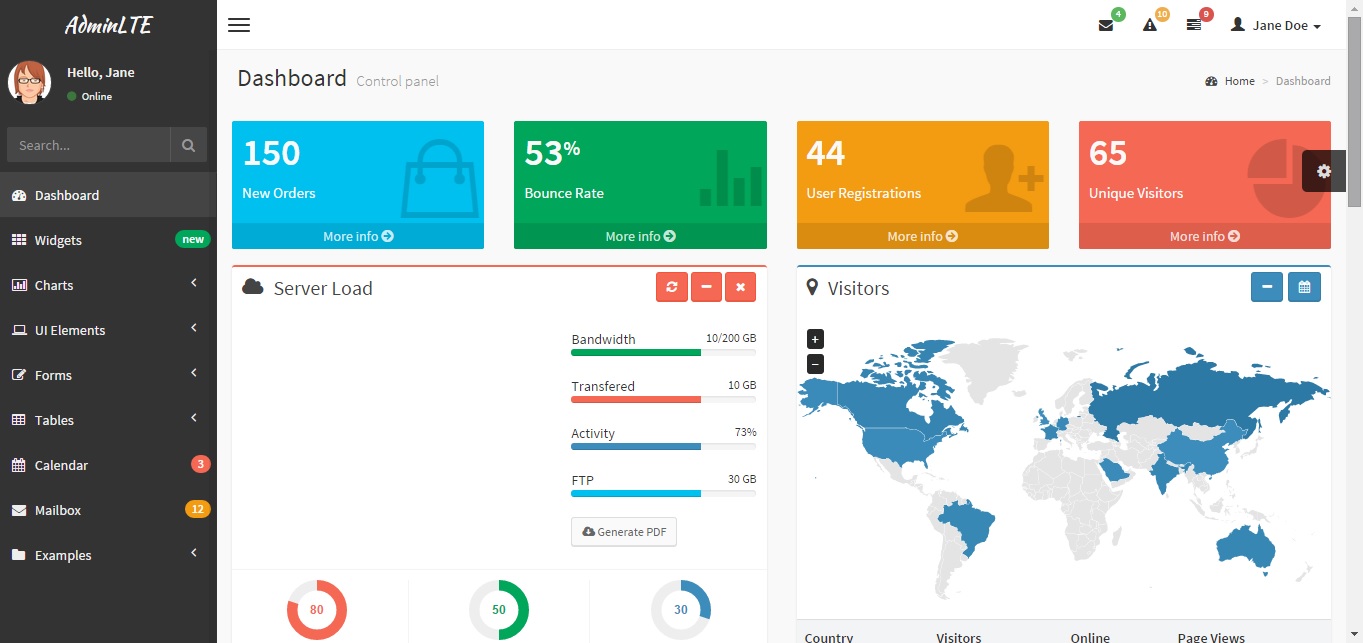 AdminLTE
4
10
9
Jane Doe
Hello, Jane
Online
Search...
Dashboard
Widgets
new
Charts
UI Elements
Forms
Tables
Calendar
3
Mailbox
12
Examples
Dashboard Control panel
Home > Dashboard
150
New Orders
More info
53%
Bounce Rate
More info
44
User Registrations
More info
65
Unique Visitors
More info
Server Load
Bandwidth 10/200 GB
Transfered 10 GB
Activity 73%
FTP 30 GB
Generate PDF
80
50
30
Visitors
+
−
Country Visitors Online Page Views